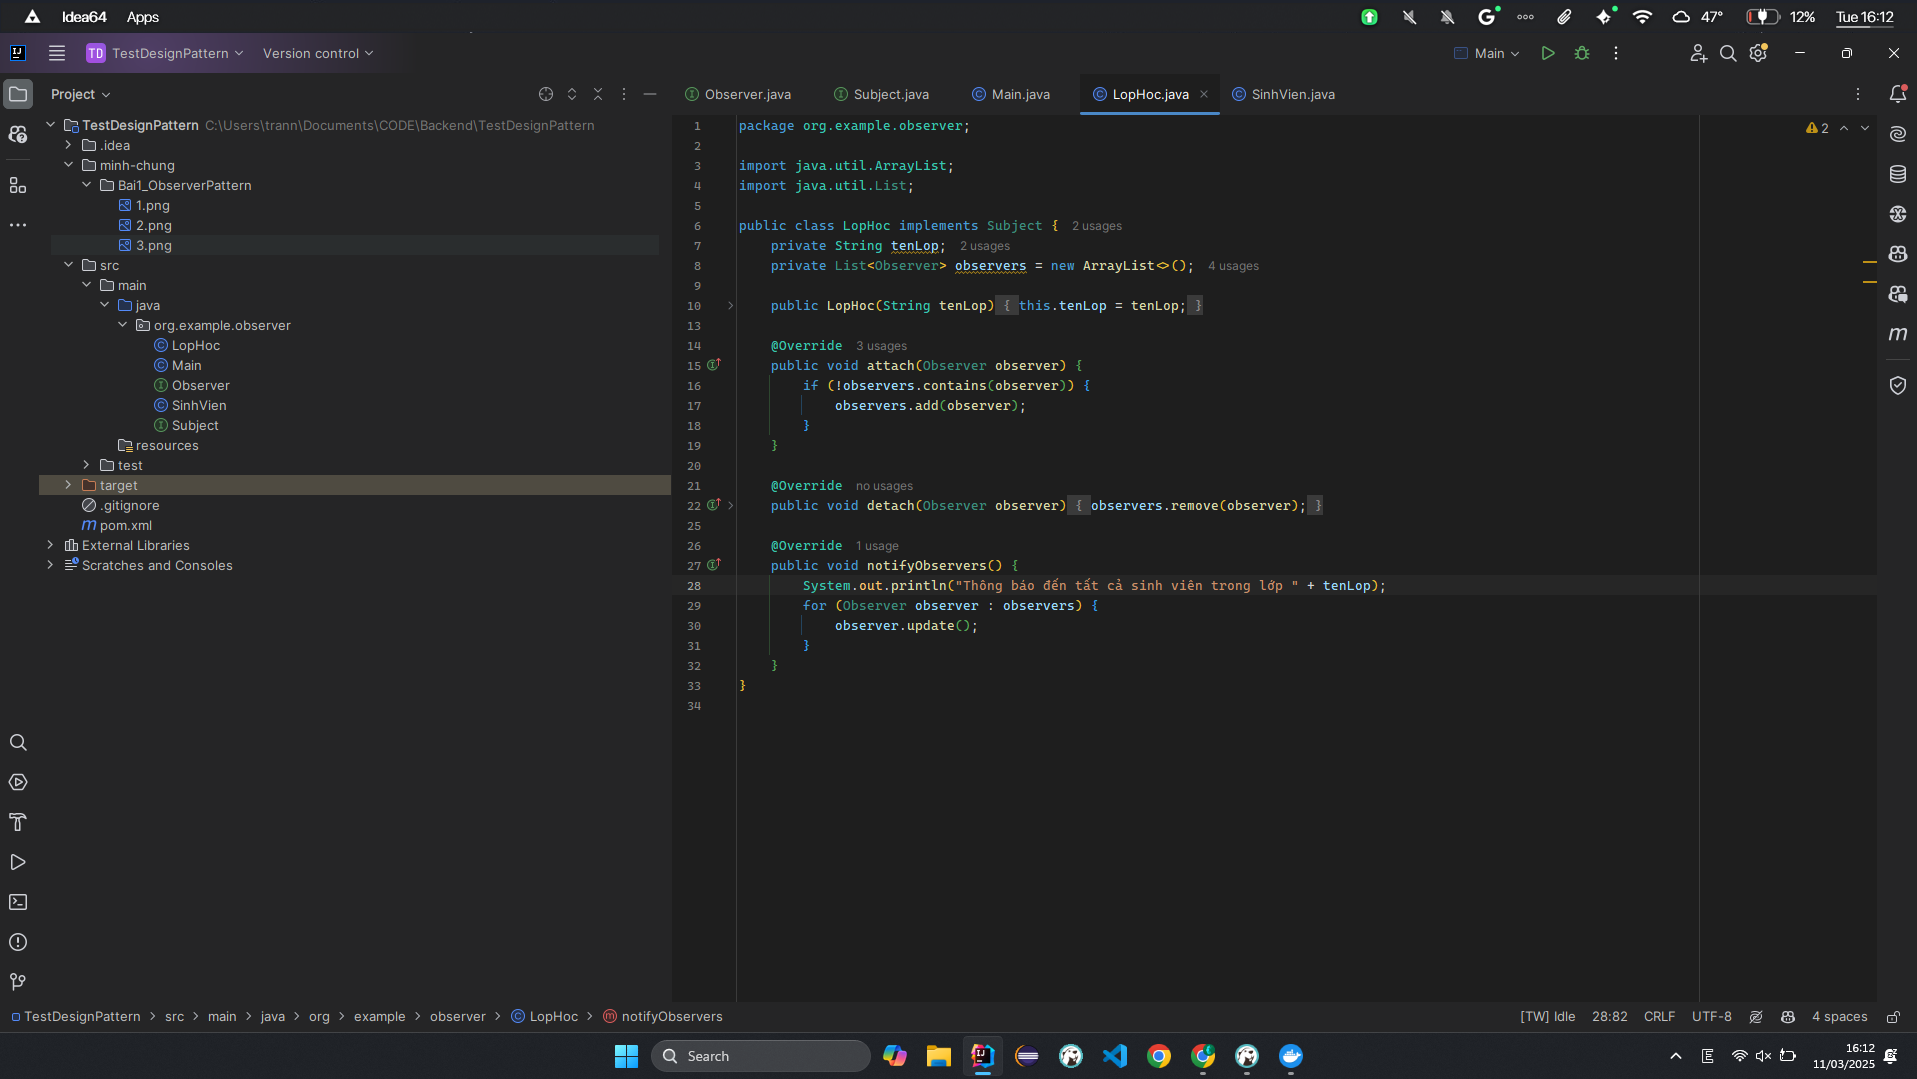 Idea64 Apps
47° 12% Tue 16:12
TD TestDesignPattern Version control
Main
Project
Observer.java Subject.java Main.java LopHoc.java SinhVien.java
TestDesignPattern C:\Users\trann\Documents\CODE\Backend\TestDesignPattern
.idea
minh-chung
Bai1_ObserverPattern
1.png
2.png
3.png
src
main
java
org.example.observer
LopHoc
Main
Observer
SinhVien
Subject
resources
test
target
.gitignore
pom.xml
External Libraries
Scratches and Consoles
2
1 package org.example.observer;
2
3 import java.util.ArrayList;
4 import java.util.List;
5
6 public class LopHoc implements Subject { 2 usages
7 private String tenLop; 2 usages
8 private List<Observer> observers = new ArrayList<>(); 4 usages
9
10 public LopHoc(String tenLop) { this.tenLop = tenLop; }
13
14 @Override 3 usages
15 public void attach(Observer observer) {
16 if (!observers.contains(observer)) {
17 observers.add(observer);
18 }
19 }
20
21 @Override no usages
22 public void detach(Observer observer) { observers.remove(observer); }
25
26 @Override 1 usage
27 public void notifyObservers() {
28 System.out.println("Thông báo đến tất cả sinh viên trong lớp " + tenLop);
29 for (Observer observer : observers) {
30 observer.update();
31 }
32 }
33 }
34
TestDesignPattern > src > main > java > org > example > observer > LopHoc > notifyObservers
[TW] Idle 28:82 CRLF UTF-8 4 spaces
Search
E
16:12
11/03/2025